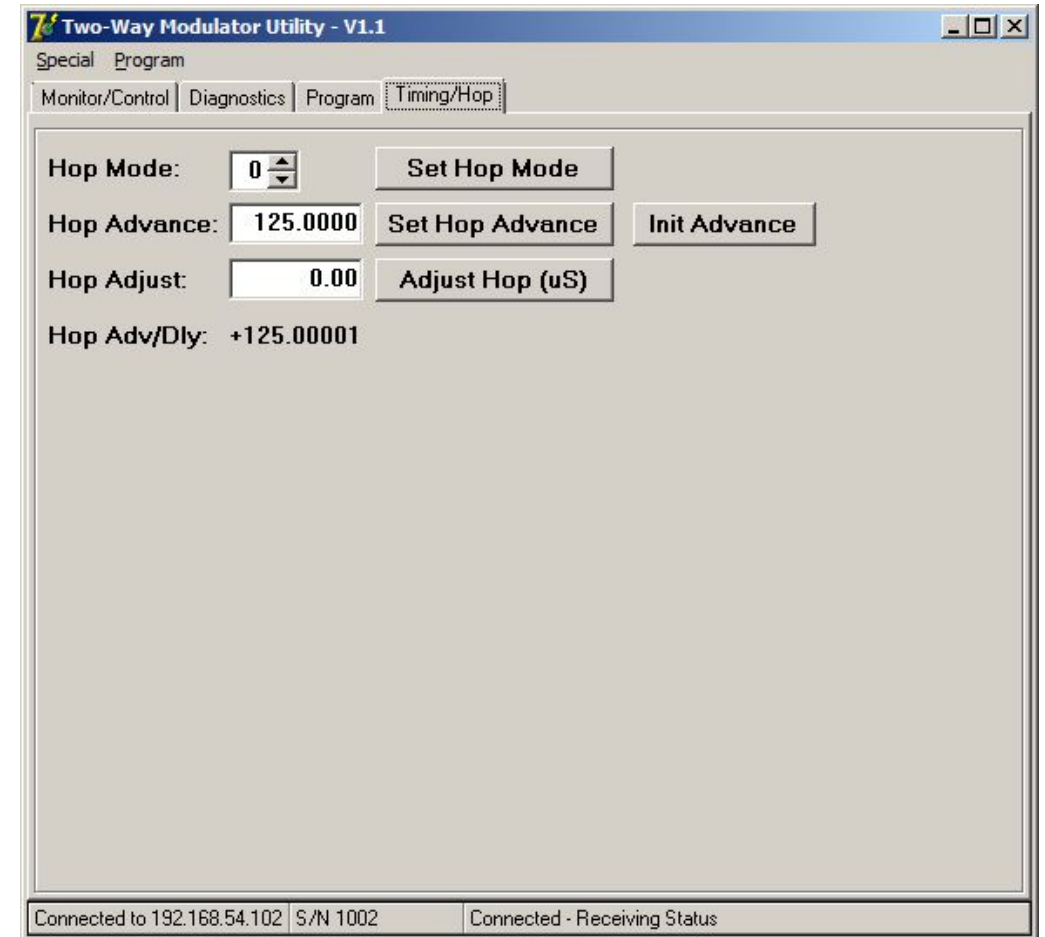 Two-Way Modulator Utility - V1.1
Special Program
Monitor/Control Diagnostics Program Timing/Hop
Hop Mode: 0 Set Hop Mode
Hop Advance: 125.0000 Set Hop Advance Init Advance
Hop Adjust: 0.00 Adjust Hop (uS)
Hop Adv/Dly: +125.00001
Connected to 192.168.54.102 S/N 1002 Connected - Receiving Status